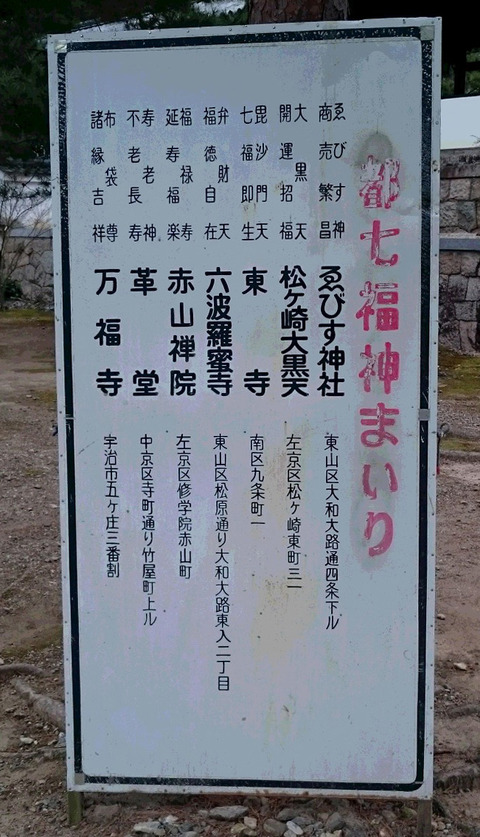 都七福神まいり
ゑびす神
商売繁昌
ゑびす神社
東山区大和大路通四条下ル
大黒天
開運招福
松ヶ崎大黒天
左京区松ヶ崎東町三一
毘沙門天
七福即生
東寺
南区九条町一
弁財天
福徳自在
六波羅蜜寺
東山区松原通り大和大路東入二丁目
福禄寿
延寿福楽
赤山禅院
左京区修学院赤山町
寿老神
不老長寿
革堂
中京区寺町通り竹屋町上ル
布袋尊
諸縁吉祥
万福寺
宇治市五ヶ庄三番割